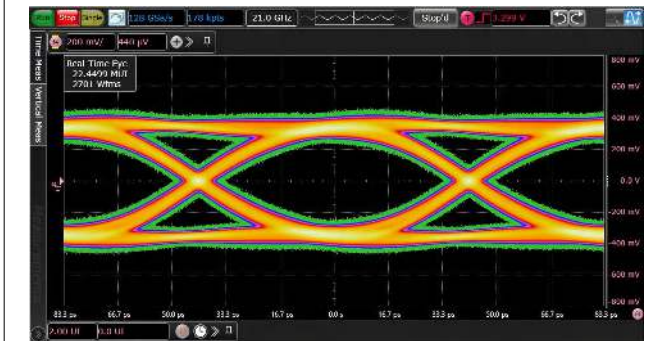 Run Stop Single 128 GSa/s 178 kpts 21.0 GHz Stop'd T 3.299 V
200 mV/ 440 µV
Time Meas
Vertical Meas
Real Time Eye
22.4499 MUI
2701 Wfms
800 mV
600 mV
400 mV
200 mV
0.0 V
-200 mV
-400 mV
-600 mV
-800 mV
-83.3 ps -66.7 ps -50.0 ps -33.3 ps -16.7 ps 0.0 s 16.7 ps 33.3 ps 50.0 ps 66.7 ps 83.3 ps
2.00 UI 0.0 UI